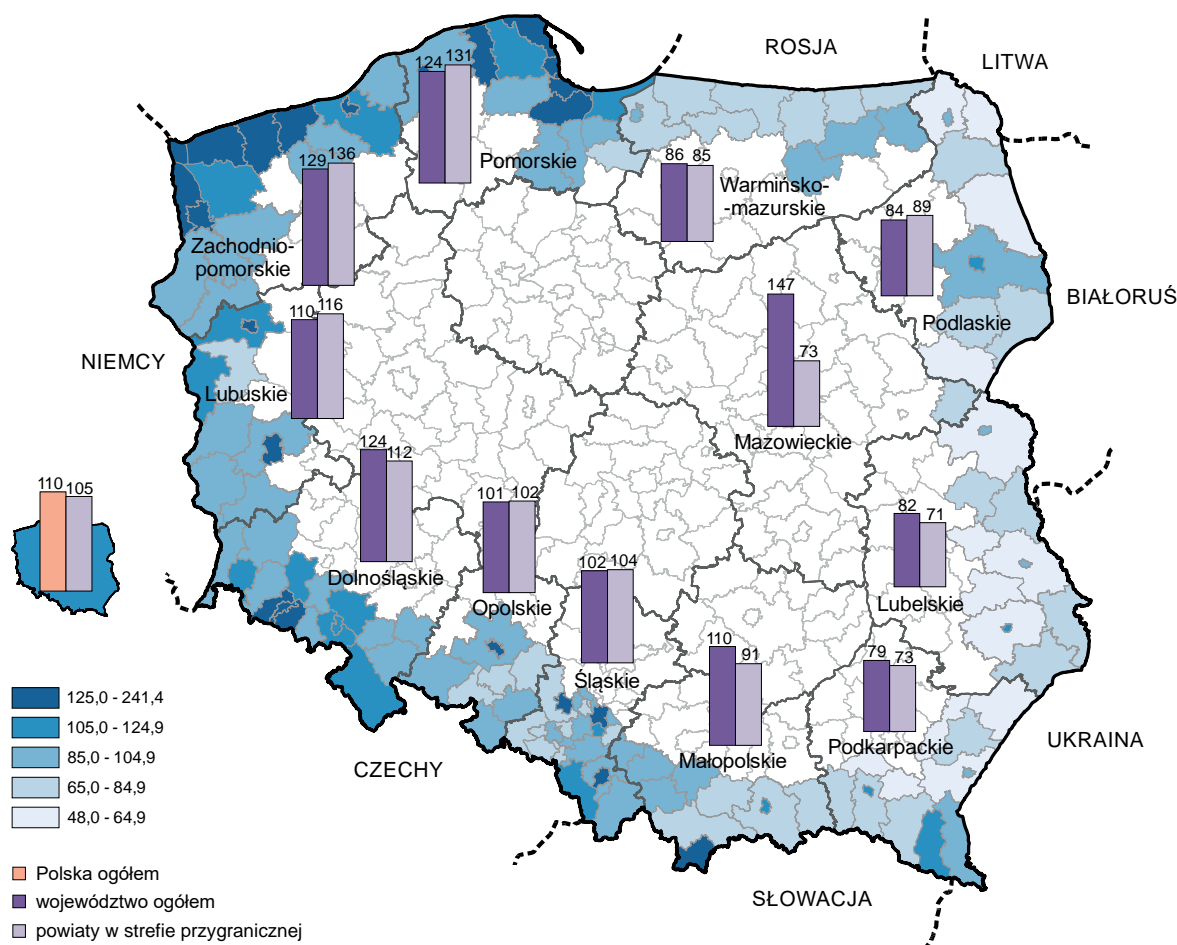 ROSJA
LITWA
124 131
Pomorskie
129 136
Zachodnio-
pomorskie
86 85
Warmińsko-
-mazurskie
84 89
Podlaskie
BIAŁORUŚ
NIEMCY
110 116
Lubuskie
147
73
Mazowieckie
124
112
Dolnośląskie
110
105
101 102
Opolskie
102 104
Śląskie
82
71
Lubelskie
110
91
Małopolskie
79
73
Podkarpackie
UKRAINA
CZECHY
SŁOWACJA
125,0 - 241,4
105,0 - 124,9
85,0 - 104,9
65,0 - 84,9
48,0 - 64,9
Polska ogółem
województwo ogółem
powiaty w strefie przygranicznej